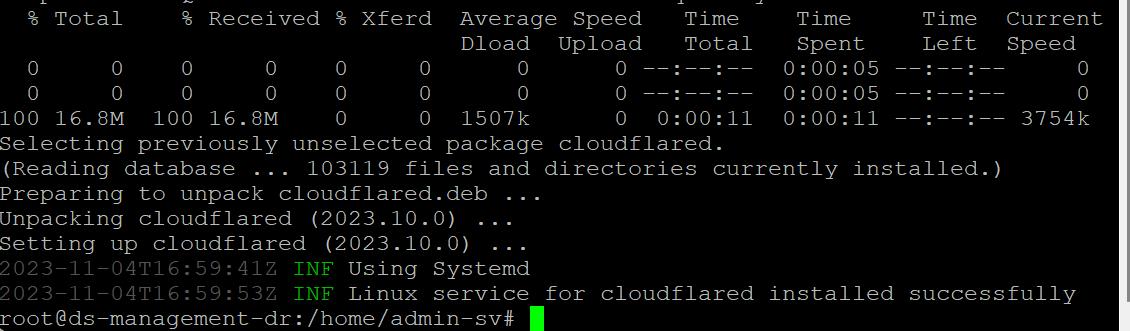 % Total % Received % Xferd Average Speed Time Time Time Current
Dload Upload Total Spent Left Speed
0 0 0 0 0 0 0 0 --:--:-- 0:00:05 --:--:-- 0
0 0 0 0 0 0 0 0 --:--:-- 0:00:05 --:--:-- 0
100 16.8M 100 16.8M 0 0 1507k 0 0:00:11 0:00:11 --:--:-- 3754k
Selecting previously unselected package cloudflared.
(Reading database ... 103119 files and directories currently installed.)
Preparing to unpack cloudflared.deb ...
Unpacking cloudflared (2023.10.0) ...
Setting up cloudflared (2023.10.0) ...
2023-11-04T16:59:41Z INF Using Systemd
2023-11-04T16:59:53Z INF Linux service for cloudflared installed successfully
root@ds-management-dr:/home/admin-sv#